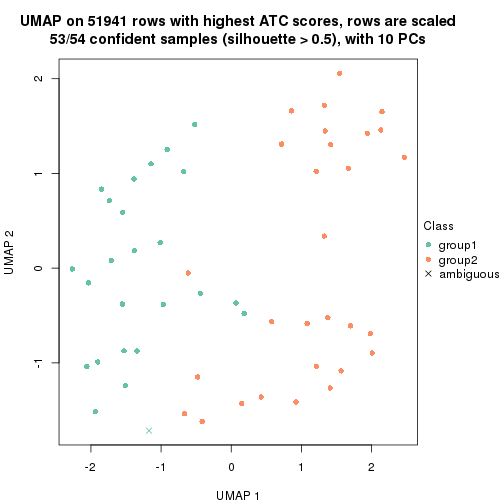 UMAP on 51941 rows with highest ATC scores, rows are scaled
53/54 confident samples (silhouette > 0.5), with 10 PCs
2
1
0
-1
UMAP 2
-2
-1
0
1
2
UMAP 1
Class
group1
group2
ambiguous